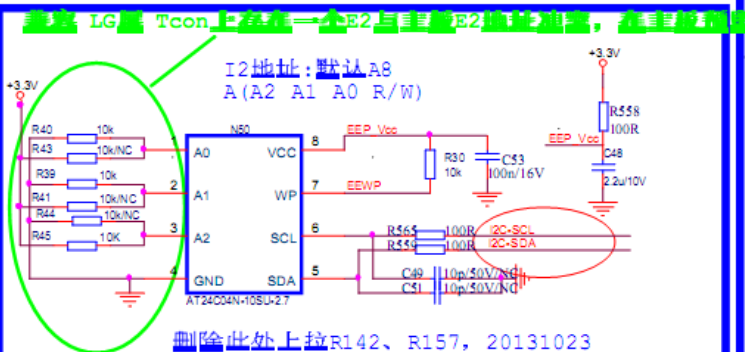 LG屏 Tcon上存在一个E2与主板E2地址冲突,
I2地址:默认A8
A(A2 A1 A0 R/W)
+3.3V
+3.3V
R40 10k
R43 10k/NC
R39 10k
R41 10k/NC
R44 10k/NC
R45 10K
N50
1 A0 VCC 8
2 A1 WP 7
3 A2 SCL 6
4 GND SDA 5
AT24C04N-10SU-2.7
EEP_Vcc
EEWP
R30
10k
C53
100n/16V
R558
100R
EEP_Vcc
C48
2.2u/10V
R565 100R I2C-SCL
R559 100R I2C-SDA
C49 10p/50V/NC
C51 10p/50V/NC
删除此处上拉R142、R157, 20131023